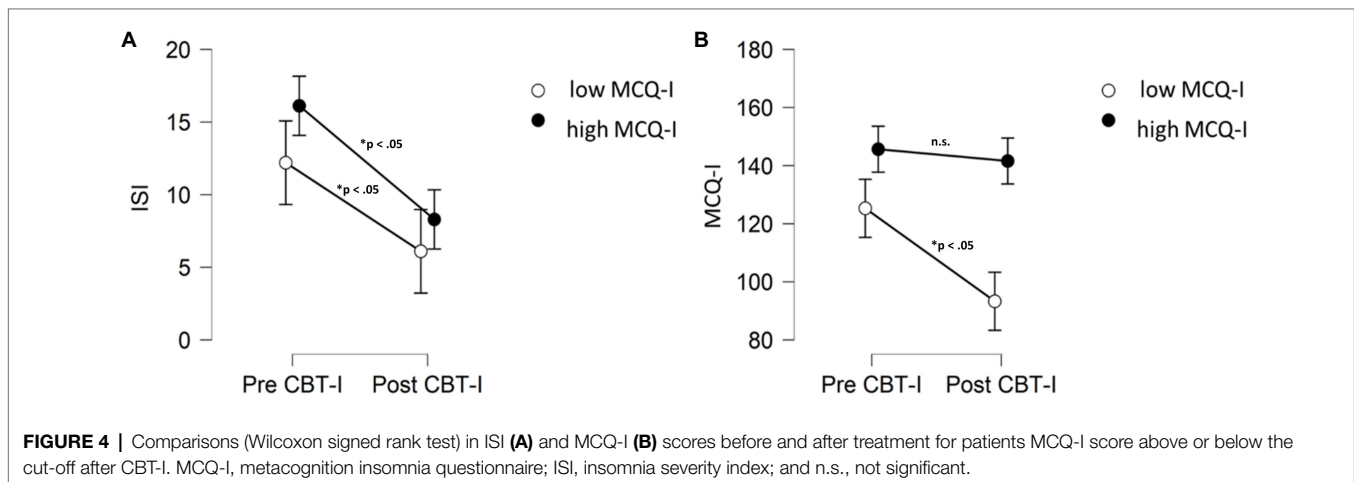 A
20
15
10
5
0
ISI
*p < .05
*p < .05
low MCQ-I
high MCQ-I
Pre CBT-I Post CBT-I
B
180
160
140
120
100
80
MCQ-I
n.s.
*p < .05
low MCQ-I
high MCQ-I
Pre CBT-I Post CBT-I
FIGURE 4 | Comparisons (Wilcoxon signed rank test) in ISI (A) and MCQ-I (B) scores before and after treatment for patients MCQ-I score above or below the
cut-off after CBT-I. MCQ-I, metacognition insomnia questionnaire; ISI, insomnia severity index; and n.s., not significant.